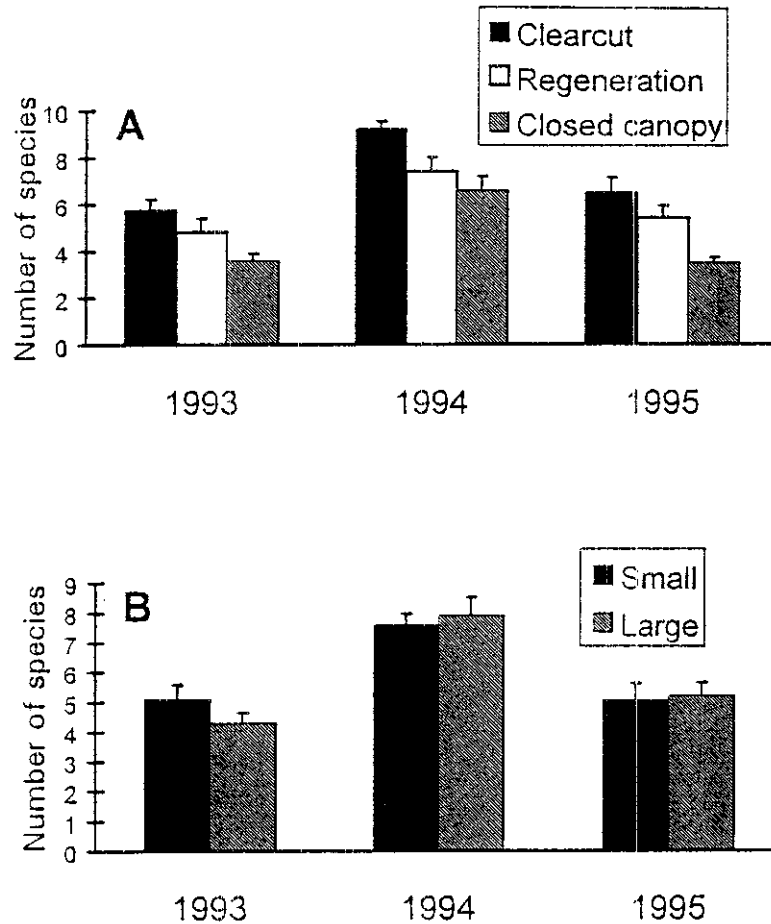 Clearcut
Regeneration
Closed canopy
A
Number of species
10
8
6
4
2
0
1993 1994 1995
Small
Large
B
Number of species
9
8
7
6
5
4
3
2
1
0
1993 1994 1995